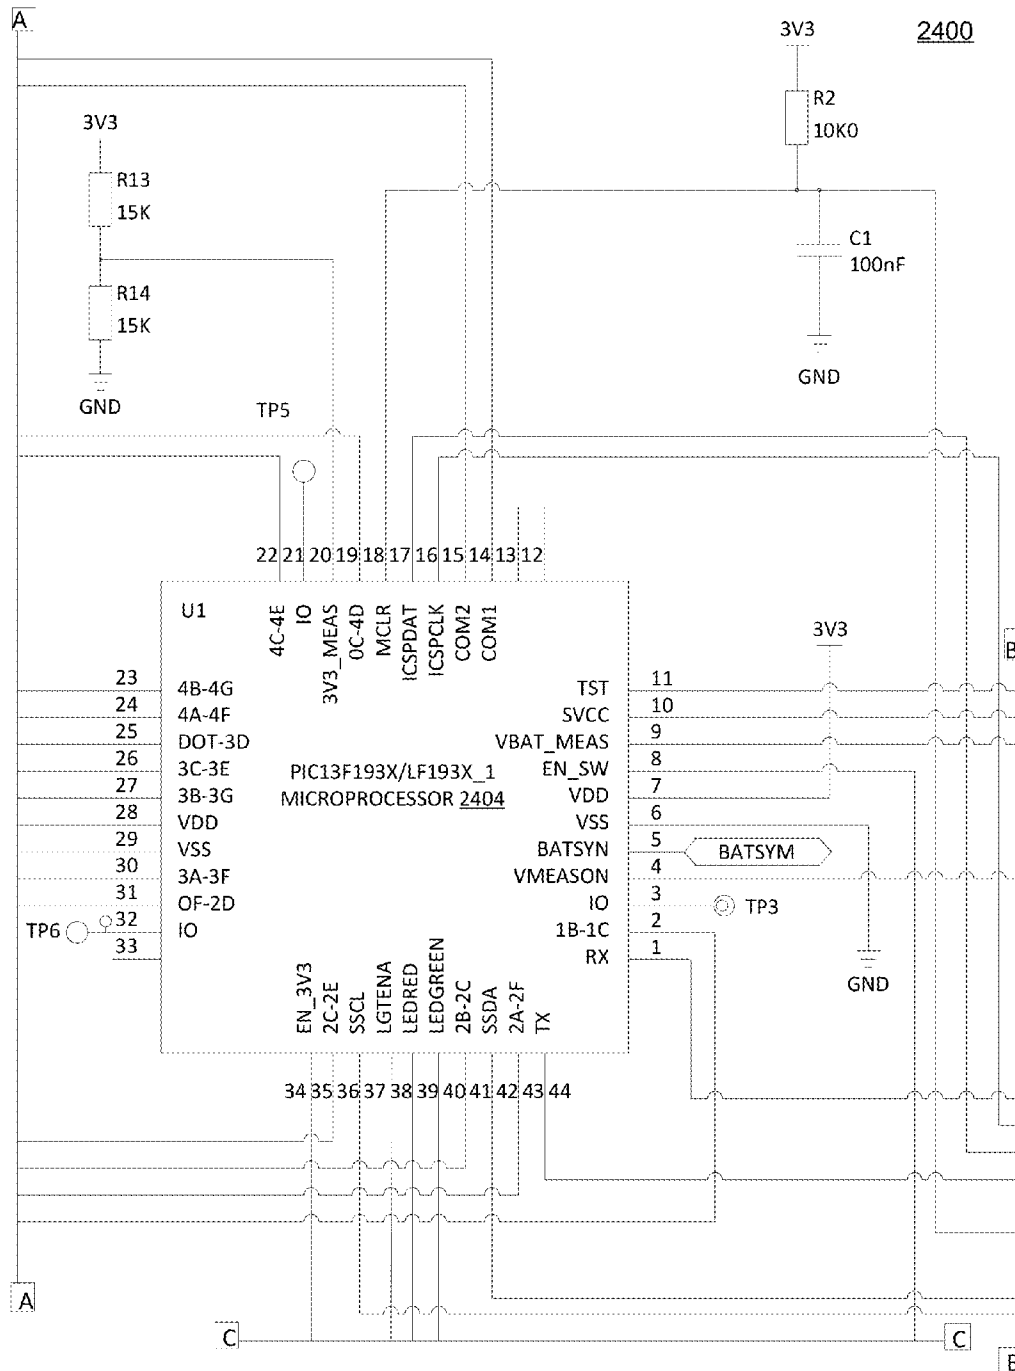 A
3V3
2400
R2
10K0
3V3
R13
15K
C1
100nF
R14
15K
GND
GND
TP5
22 21 20 19 18 17 16 15 14 13 12
U1
4C-4E
IO
3V3_MEAS
0C-4D
MCLR
ICSPDAT
ICSPCLK
COM2
COM1
3V3
B
23 4B-4G
24 4A-4F
25 DOT-3D
26 3C-3E
27 3B-3G
28 VDD
29 VSS
30 3A-3F
31 OF-2D
TP6 32 IO
33
PIC13F193X/LF193X_1
MICROPROCESSOR 2404
TST 11
SVCC 10
VBAT_MEAS 9
EN_SW 8
VDD 7
VSS 6
BATSYN 5 BATSYM
VMEASON 4
IO 3 TP3
1B-1C 2
RX 1
GND
EN_3V3
2C-2E
SSCL
LGTENA
LEDRED
LEDGREEN
2B-2C
SSDA
2A-2F
TX
34 35 36 37 38 39 40 41 42 43 44
A
C
C
B